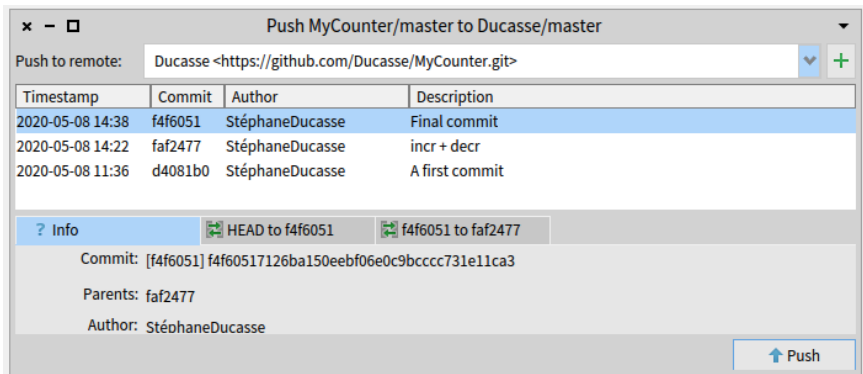 Push MyCounter/master to Ducasse/master
Push to remote: Ducasse <https://github.com/Ducasse/MyCounter.git>
Timestamp Commit Author Description
2020-05-08 14:38 f4f6051 StéphaneDucasse Final commit
2020-05-08 14:22 faf2477 StéphaneDucasse incr + decr
2020-05-08 11:36 d4081b0 StéphaneDucasse A first commit
? Info HEAD to f4f6051 f4f6051 to faf2477
Commit: [f4f6051] f4f60517126ba150eebf06e0c9bcccc731e11ca3
Parents: faf2477
Author: StéphaneDucasse
Push